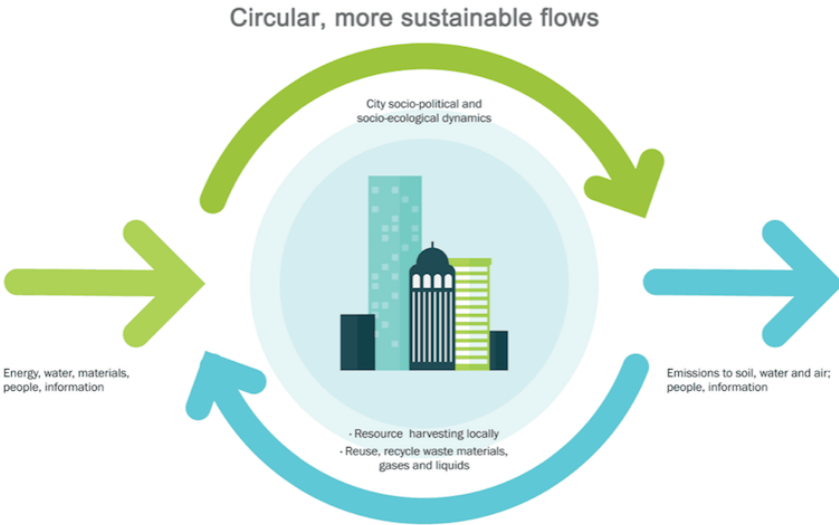 Circular, more sustainable flows
City socio-political and
socio-ecological dynamics
Energy, water, materials,
people, information
Emissions to soil, water and air;
people, information
- Resource harvesting locally
- Reuse, recycle waste materials,
gases and liquids